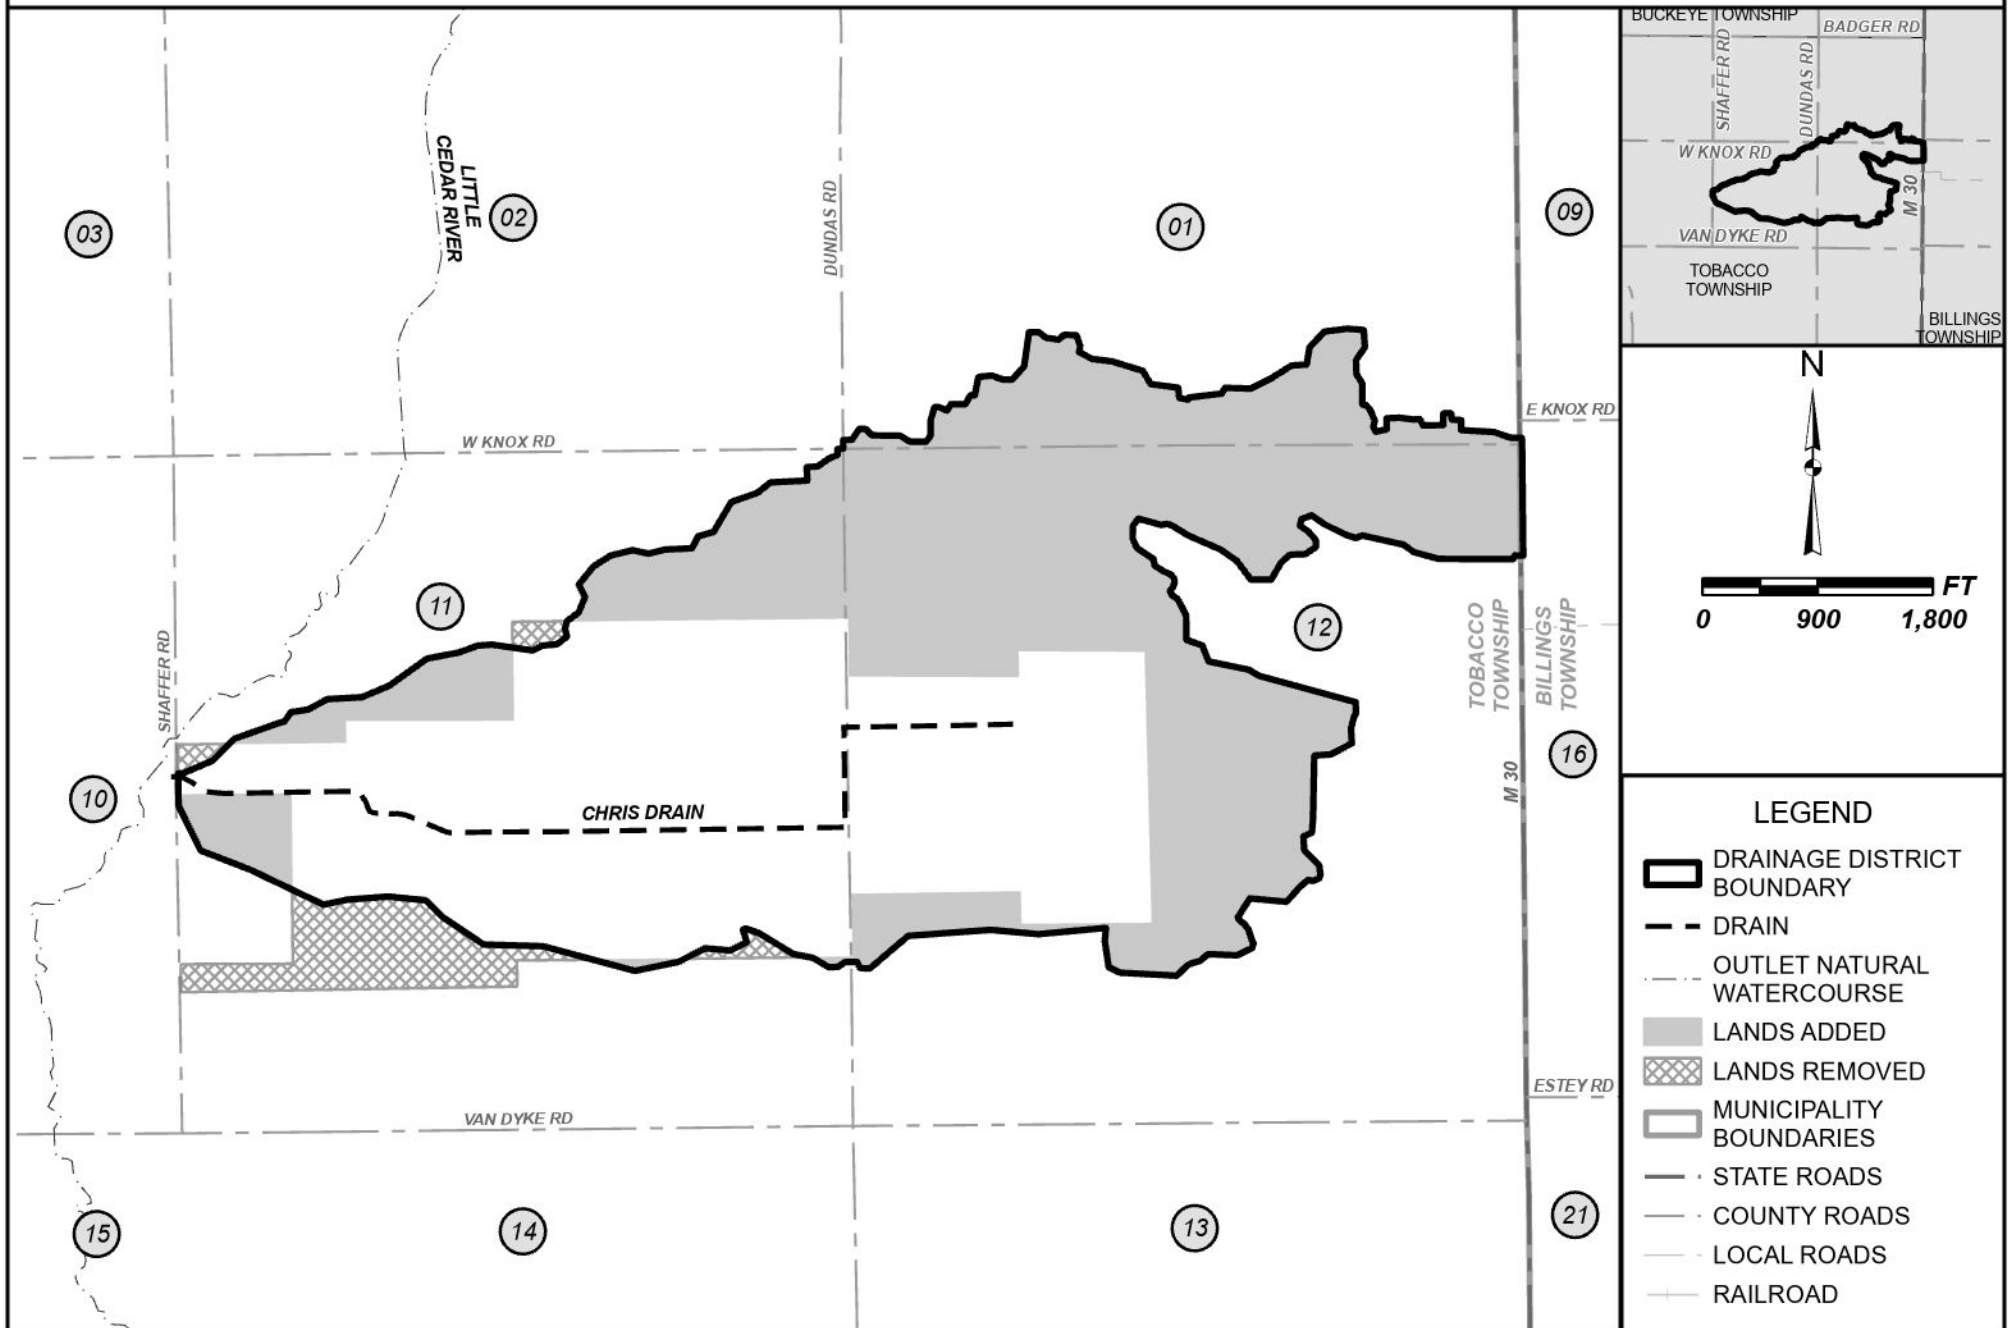 03
LITTLE
CEDAR RIVER
02
DUNDAS RD
01
09
W KNOX RD
E KNOX RD
11
12
SHAFFER RD
TOBACCO
TOWNSHIP
BILLINGS
TOWNSHIP
10
CHRIS DRAIN
M 30
16
VAN DYKE RD
ESTEY RD
15
14
13
21
BUCKEYE TOWNSHIP
BADGER RD
SHAFFER RD
DUNDAS RD
W KNOX RD
M 30
VAN DYKE RD
TOBACCO
TOWNSHIP
BILLINGS
TOWNSHIP
N
FT
0 900 1,800
LEGEND
DRAINAGE DISTRICT
BOUNDARY
DRAIN
OUTLET NATURAL
WATERCOURSE
LANDS ADDED
LANDS REMOVED
MUNICIPALITY
BOUNDARIES
STATE ROADS
COUNTY ROADS
LOCAL ROADS
RAILROAD